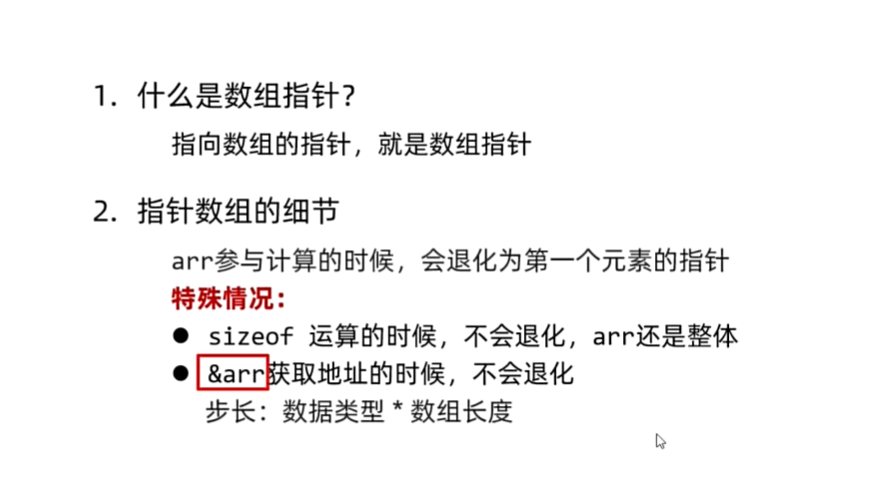 1. 什么是数组指针？
指向数组的指针，就是数组指针
2. 指针数组的细节
arr参与计算的时候，会退化为第一个元素的指针
特殊情况：
● sizeof 运算的时候，不会退化，arr还是整体
● &arr获取地址的时候，不会退化
步长：数据类型 * 数组长度